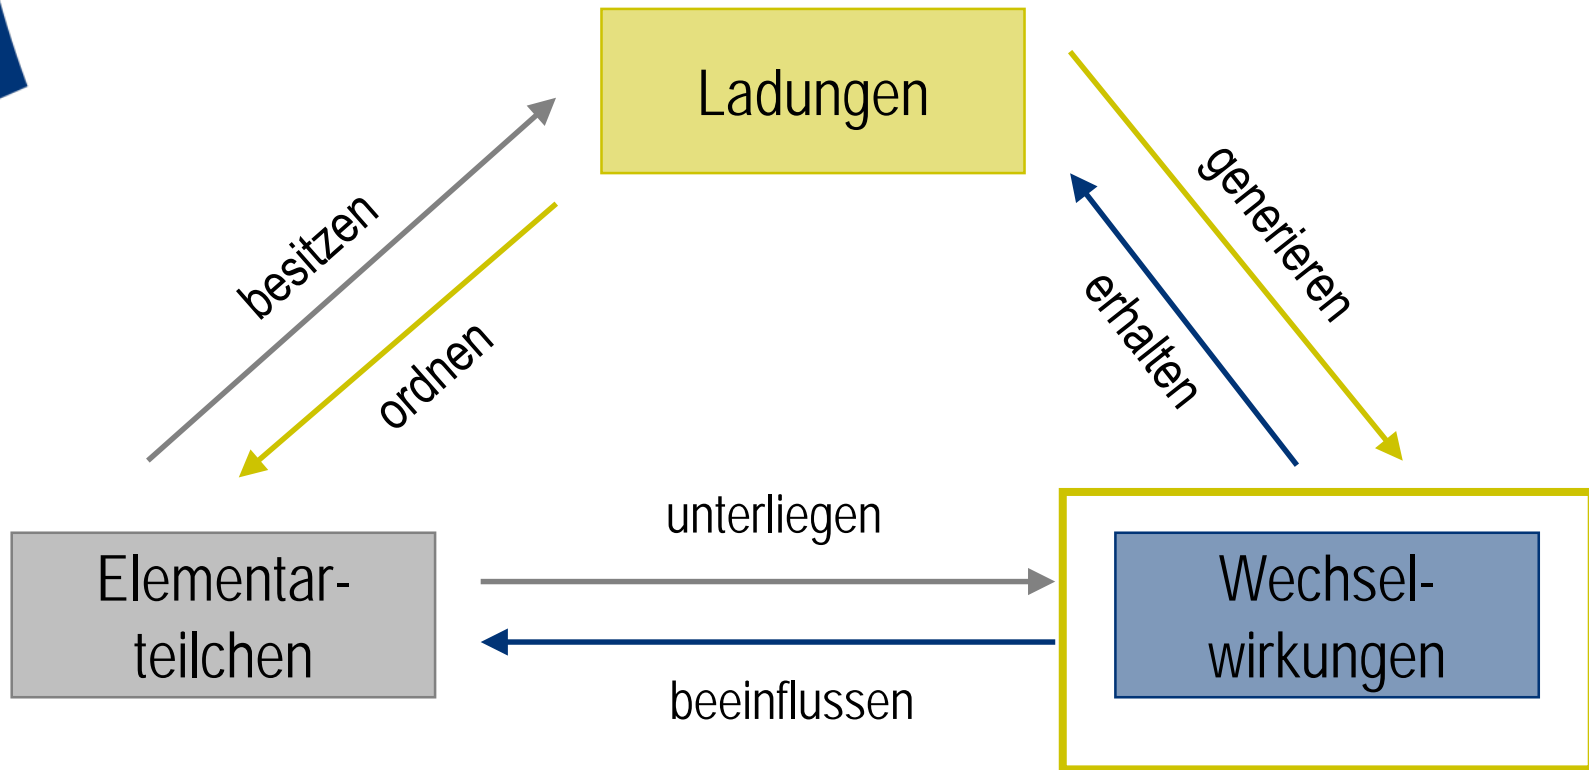 Ladungen
besitzen
ordnen
generieren
erhalten
unterliegen
Elementar-
teilchen
Wechsel-
wirkungen
beeinflussen